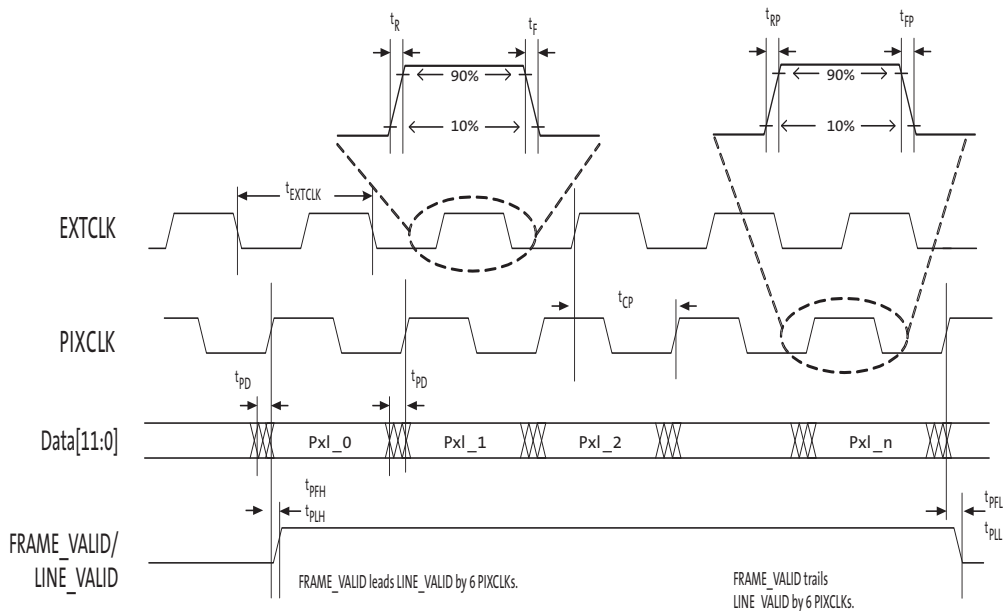 tR tF tRP tFP
90% 90%
10% 10%
tEXTCLK
EXTCLK
tCP
PIXCLK
tPD tPD
Data[11:0] Pxl_0 Pxl_1 Pxl_2 Pxl_n
tPFH tPFL
tPLH tPLL
FRAME_VALID/
LINE_VALID
FRAME_VALID leads LINE_VALID by 6 PIXCLKs.
FRAME_VALID trails
LINE_VALID by 6 PIXCLKs.